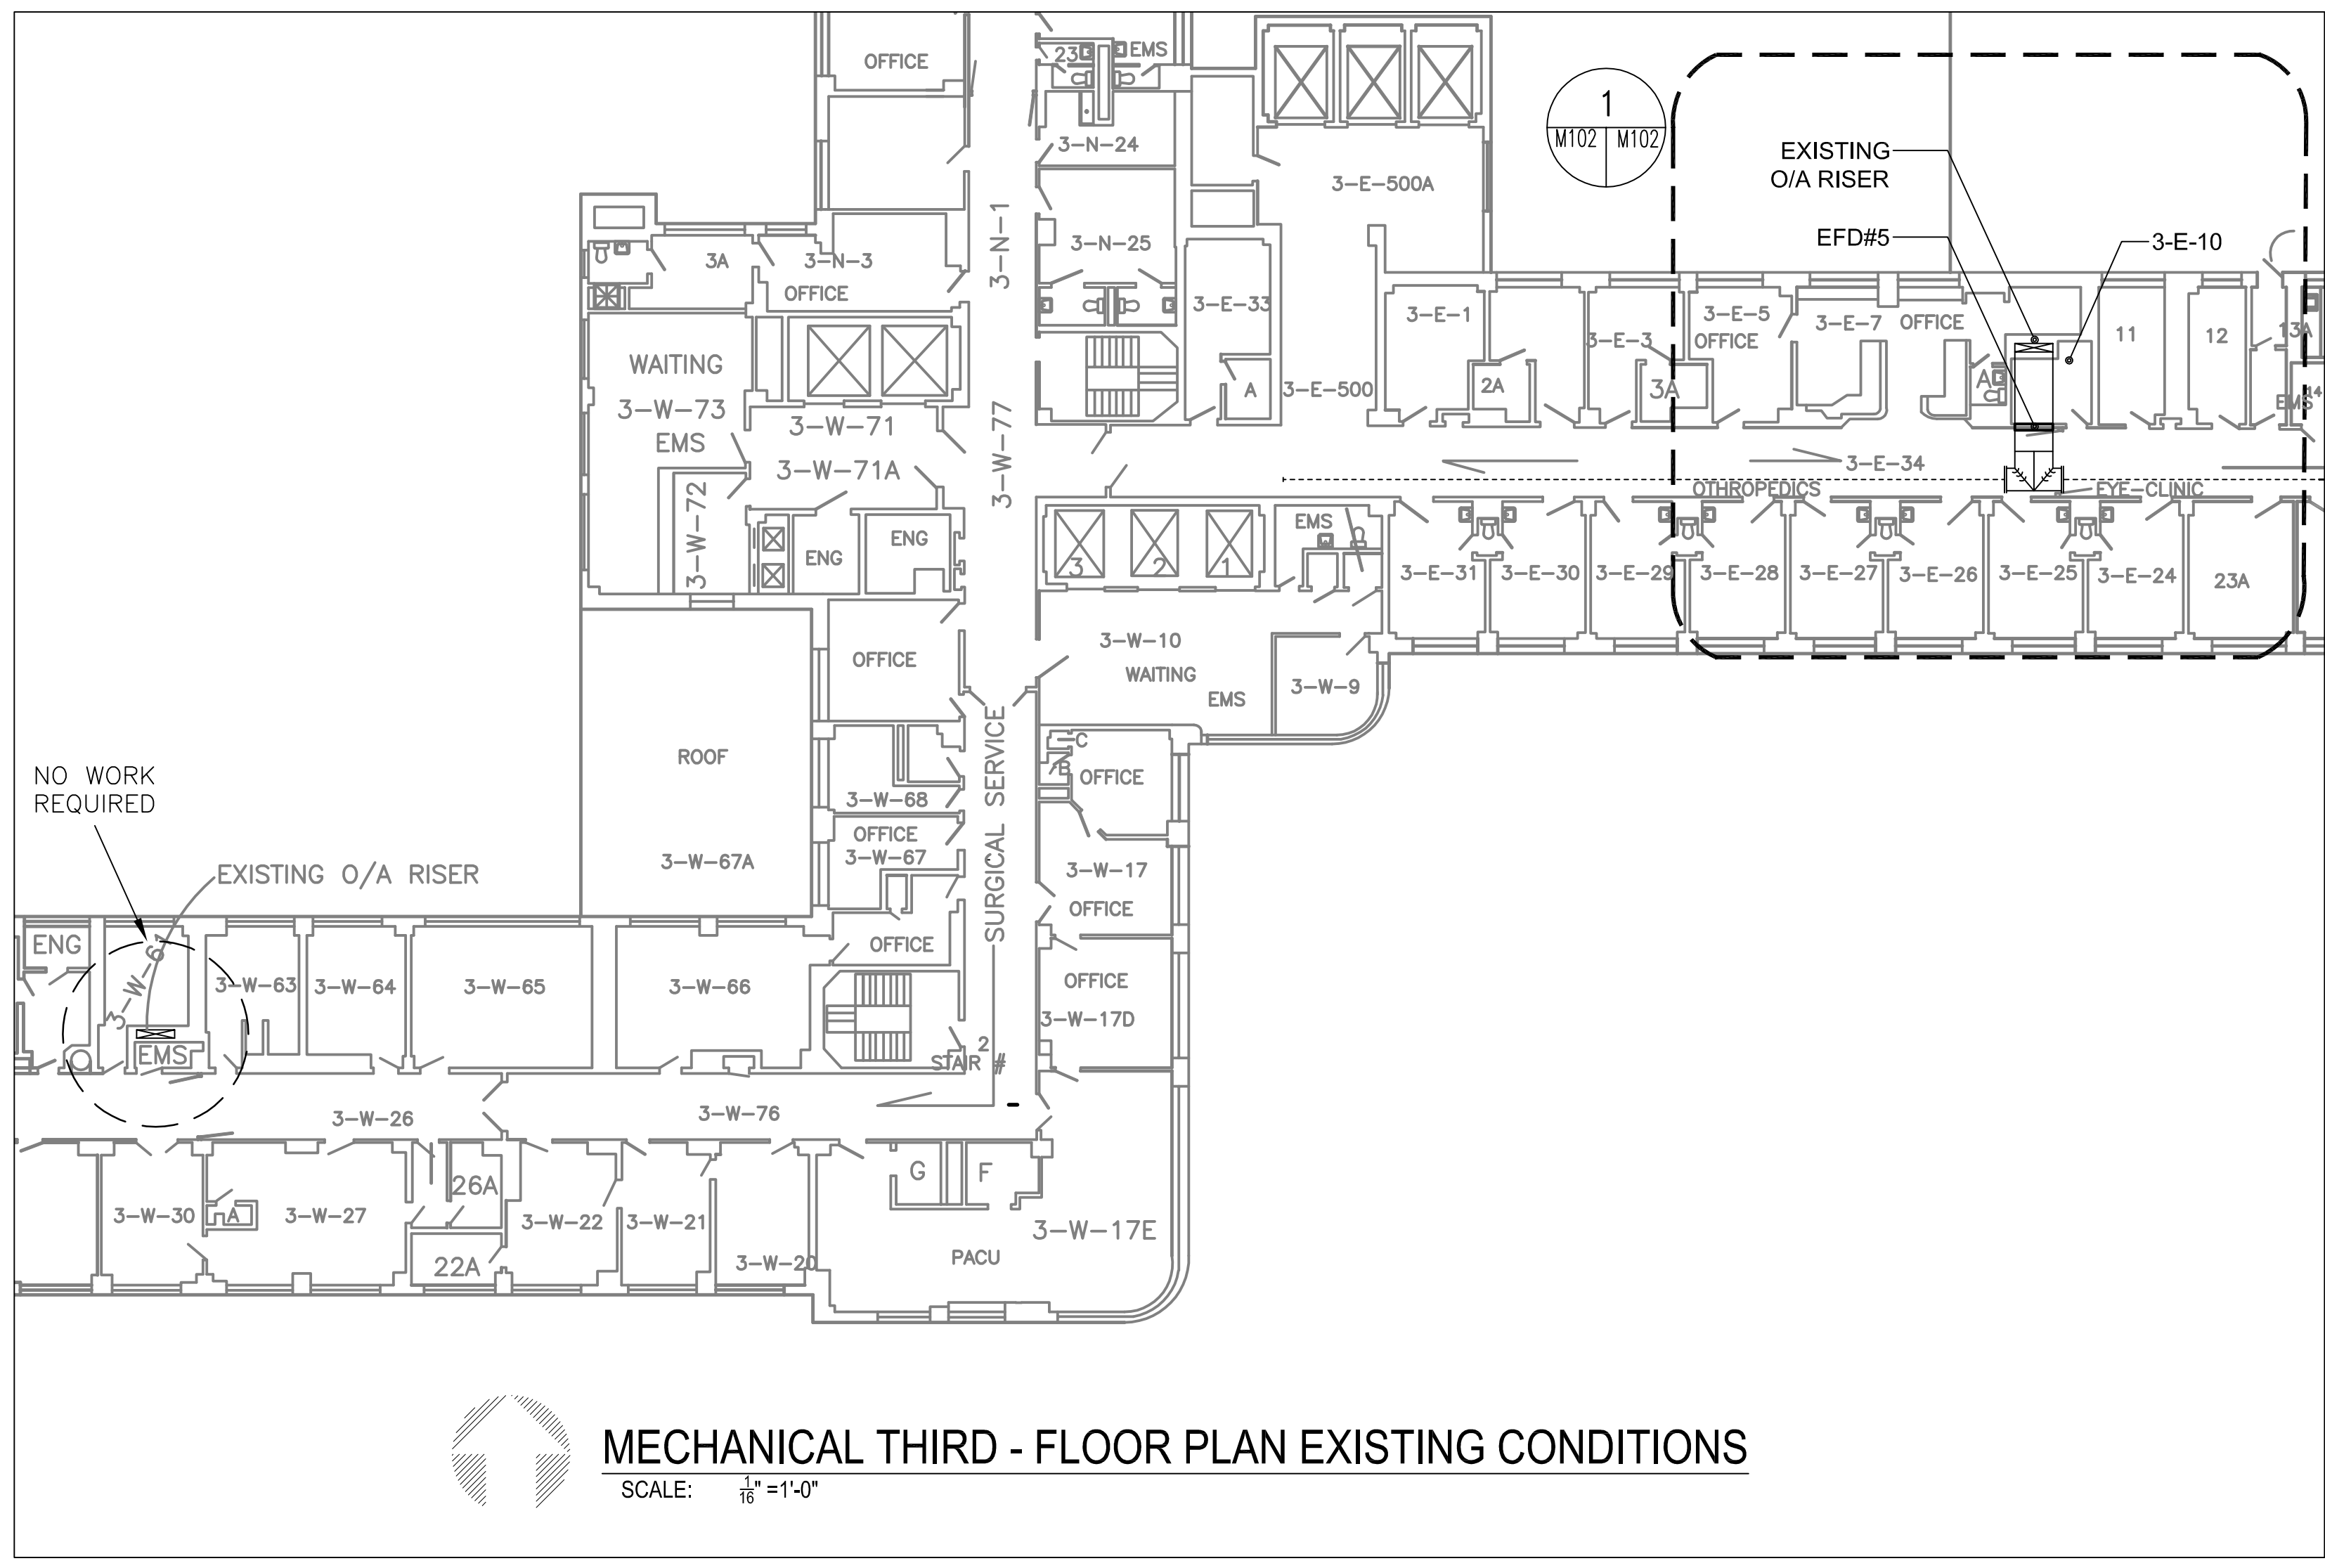 OFFICE
23
EMS
3-N-24
3-E-500A
1
M102
M102
EXISTING
O/A RISER
EFD#5
3-E-10
3-N-1
3-N-25
3A
3-N-3
OFFICE
3-E-33
3-E-1
3-E-3
3-E-5
OFFICE
3-E-7
OFFICE
11
12
13A
WAITING
3-W-73
EMS
3-W-71
3-W-71A
3-W-72
3-W-77
A
3-E-500
2A
3A
A
14
EMS
3-E-34
OTHROPEDICS
EYE-CLINIC
ENG
ENG
3
2
1
EMS
3-E-31
3-E-30
3-E-29
3-E-28
3-E-27
3-E-26
3-E-25
3-E-24
23A
OFFICE
3-W-10
WAITING
EMS
3-W-9
ROOF
3-W-67A
3-W-68
OFFICE
3-W-67
OFFICE
SURGICAL SERVICE
C
B
OFFICE
3-W-17
OFFICE
OFFICE
3-W-17D
NO WORK
REQUIRED
EXISTING O/A RISER
ENG
3-W-61
EMS
3-W-63
3-W-64
3-W-65
3-W-66
2
STAIR #
3-W-26
3-W-76
3-W-30
A
3-W-27
26A
22A
3-W-22
3-W-21
3-W-20
G
F
3-W-17E
PACU
MECHANICAL THIRD - FLOOR PLAN EXISTING CONDITIONS
SCALE: 1/16" =1'-0"